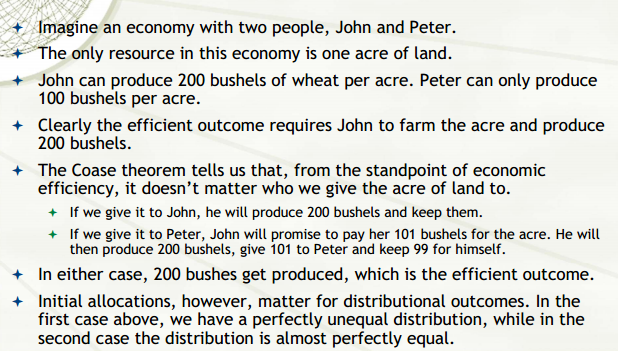 Imagine an economy with two people, John and Peter.
The only resource in this economy is one acre of land.
John can produce 200 bushels of wheat per acre. Peter can only produce
100 bushels per acre.
Clearly the efficient outcome requires John to farm the acre and produce
200 bushels.
The Coase theorem tells us that, from the standpoint of economic
efficiency, it doesn’t matter who we give the acre of land to.
If we give it to John, he will produce 200 bushels and keep them.
If we give it to Peter, John will promise to pay her 101 bushels for the acre. He will
then produce 200 bushels, give 101 to Peter and keep 99 for himself.
In either case, 200 bushes get produced, which is the efficient outcome.
Initial allocations, however, matter for distributional outcomes. In the
first case above, we have a perfectly unequal distribution, while in the
second case the distribution is almost perfectly equal.